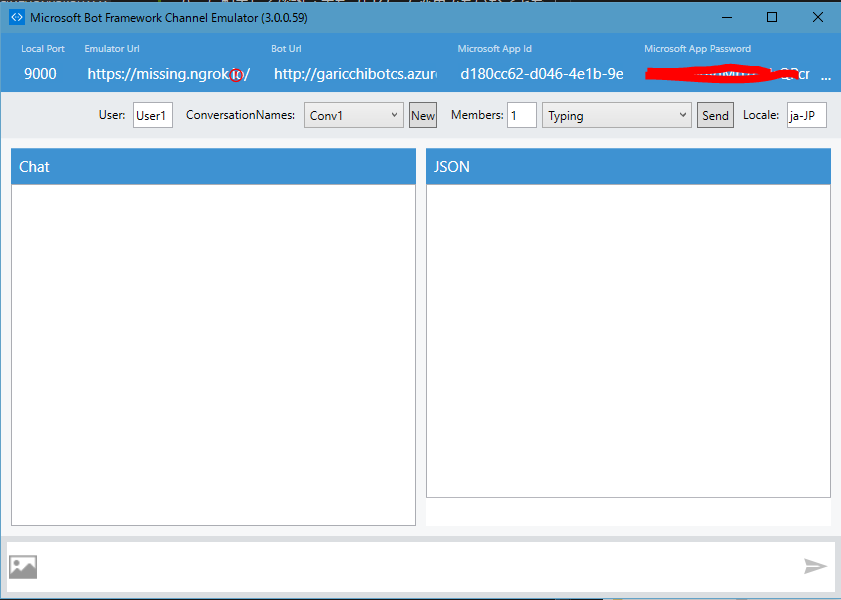 Microsoft Bot Framework Channel Emulator (3.0.0.59)
Local Port Emulator Url Bot Url Microsoft App Id Microsoft App Password
9000 https://missing.ngrok.io/ http://garicchibotcs.azur d180cc62-d046-4e1b-9e ...
User: User1 ConversationNames: Conv1 New Members: 1 Typing Send Locale: ja-JP
Chat JSON